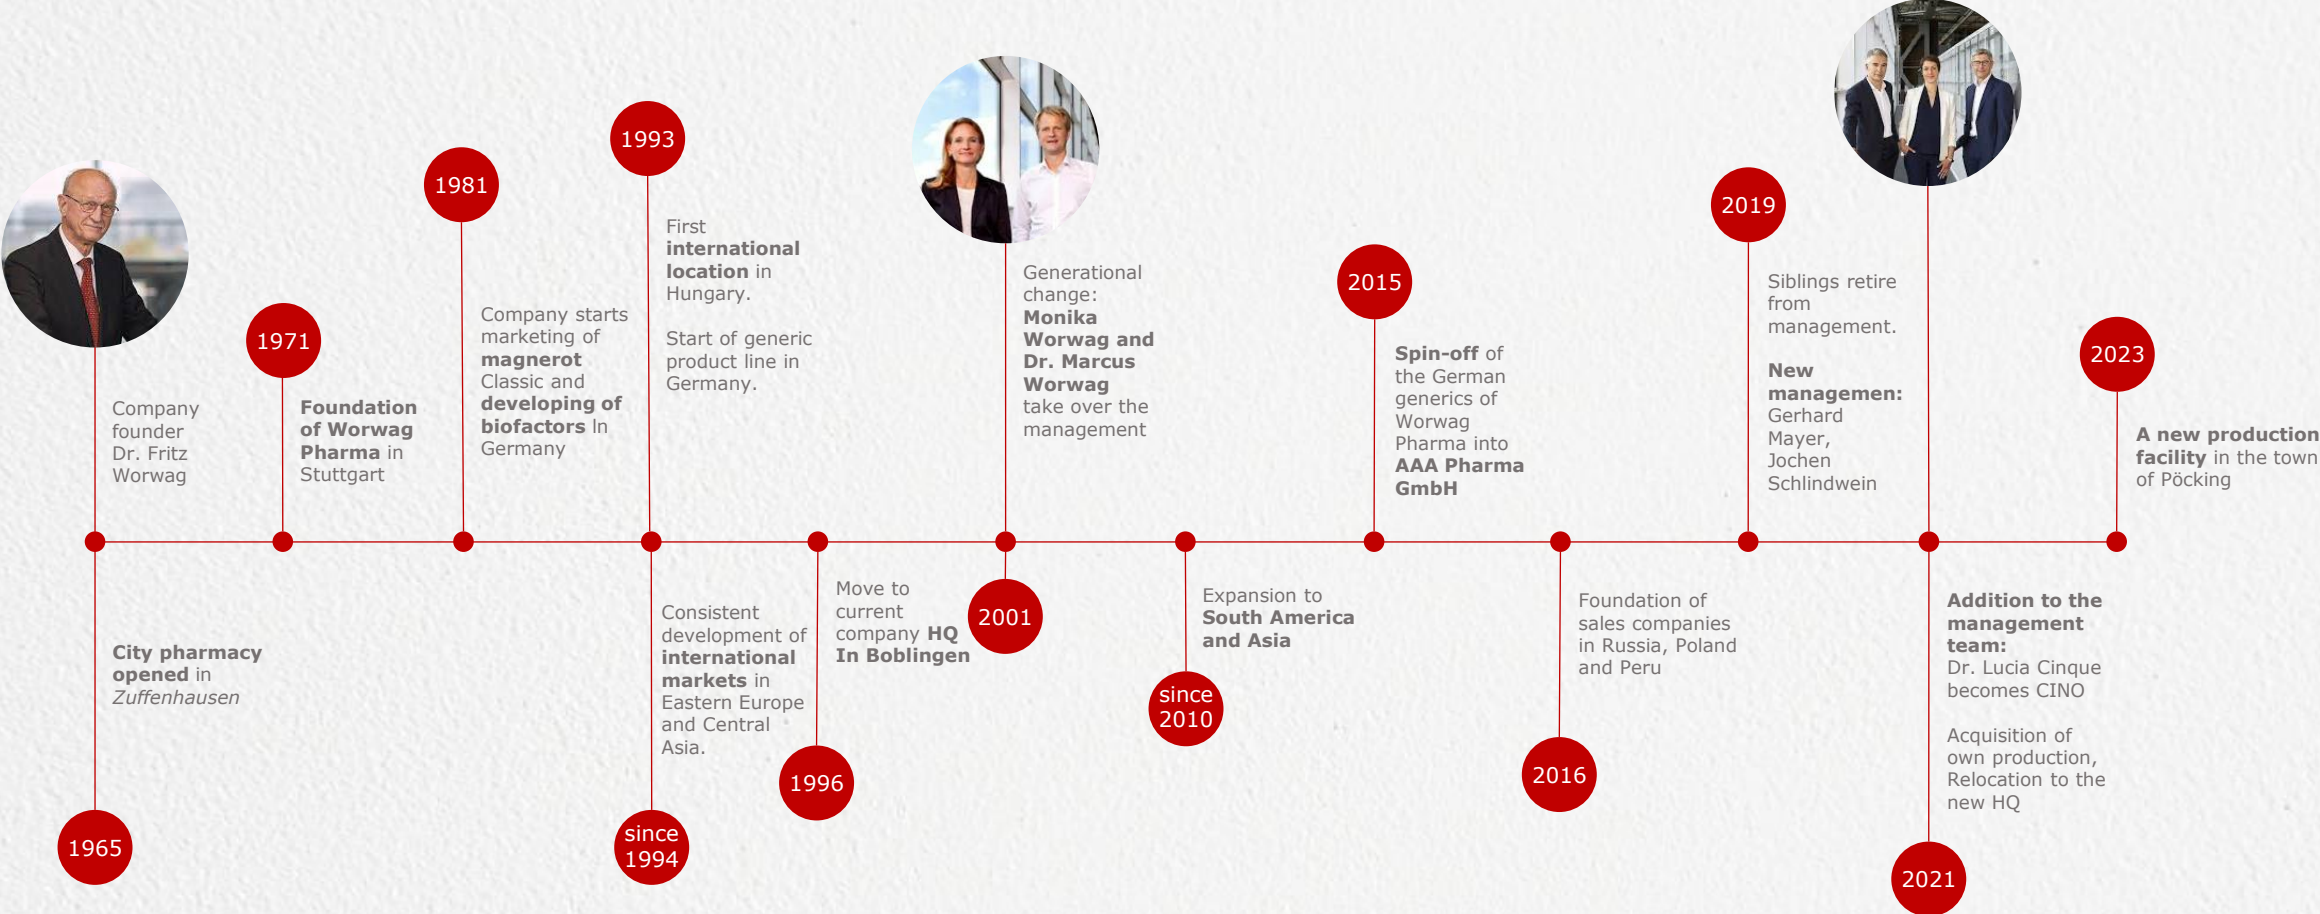 1965
Company
founder
Dr. Fritz
Worwag
City pharmacy
opened in
Zuffenhausen
1971
Foundation
of Worwag
Pharma in
Stuttgart
1981
Company starts
marketing of
magnerot
Classic and
developing of
biofactors In
Germany
1993
First
international
location in
Hungary.
Start of generic
product line in
Germany.
since
1994
Consistent
development of
international
markets in
Eastern Europe
and Central
Asia.
1996
Move to
current
company HQ
In Boblingen
2001
Generational
change:
Monika
Worwag and
Dr. Marcus
Worwag
take over the
management
since
2010
Expansion to
South America
and Asia
2015
Spin-off of
the German
generics of
Worwag
Pharma into
AAA Pharma
GmbH
2016
Foundation of
sales companies
in Russia, Poland
and Peru
2019
Siblings retire
from
management.
New
managemen:
Gerhard
Mayer,
Jochen
Schlindwein
2021
Addition to the
management
team:
Dr. Lucia Cinque
becomes CINO
Acquisition of
own production,
Relocation to the
new HQ
2023
A new production
facility in the town
of Pöcking